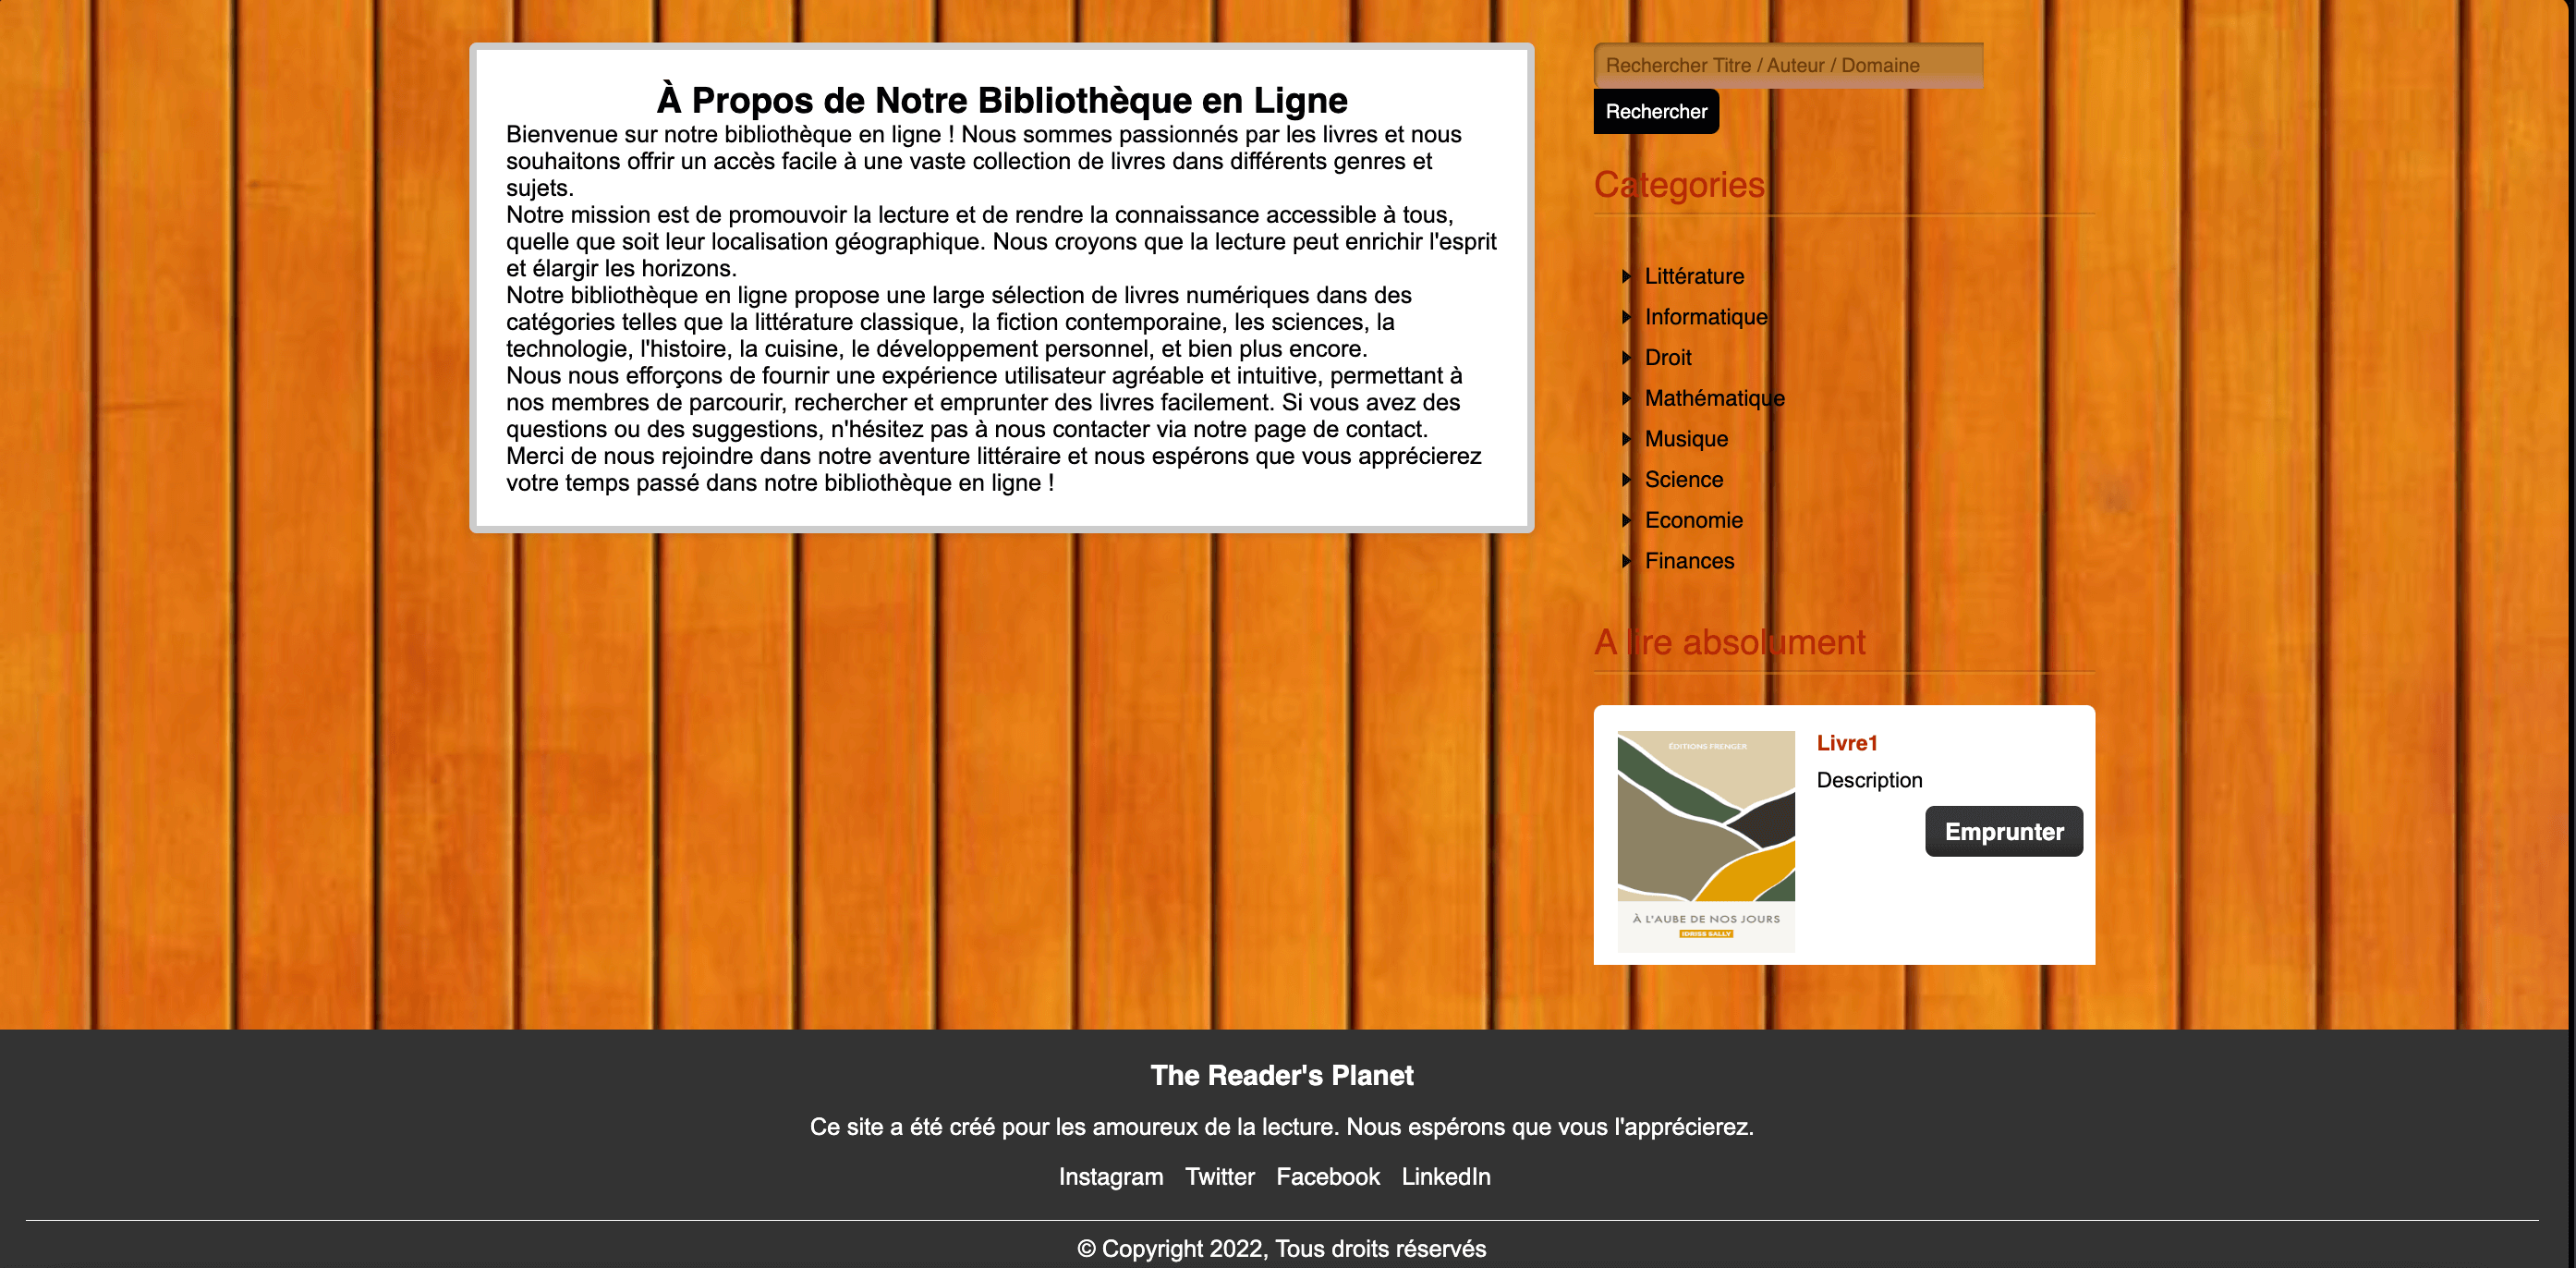 À Propos de Notre Bibliothèque en Ligne
Bienvenue sur notre bibliothèque en ligne ! Nous sommes passionnés par les livres et nous
souhaitons offrir un accès facile à une vaste collection de livres dans différents genres et
sujets.
Notre mission est de promouvoir la lecture et de rendre la connaissance accessible à tous,
quelle que soit leur localisation géographique. Nous croyons que la lecture peut enrichir l'esprit
et élargir les horizons.
Notre bibliothèque en ligne propose une large sélection de livres numériques dans des
catégories telles que la littérature classique, la fiction contemporaine, les sciences, la
technologie, l'histoire, la cuisine, le développement personnel, et bien plus encore.
Nous nous efforçons de fournir une expérience utilisateur agréable et intuitive, permettant à
nos membres de parcourir, rechercher et emprunter des livres facilement. Si vous avez des
questions ou des suggestions, n'hésitez pas à nous contacter via notre page de contact.
Merci de nous rejoindre dans notre aventure littéraire et nous espérons que vous apprécierez
votre temps passé dans notre bibliothèque en ligne !
Rechercher Titre / Auteur / Domaine
Rechercher
Categories
Littérature
Informatique
Droit
Mathématique
Musique
Science
Economie
Finances
A lire absolument
ÉDITIONS FRENGER
À L'AUBE DE NOS JOURS
IDRISS SALLY
Livre1
Description
Emprunter
The Reader's Planet
Ce site a été créé pour les amoureux de la lecture. Nous espérons que vous l'apprécierez.
Instagram Twitter Facebook LinkedIn
© Copyright 2022, Tous droits réservés